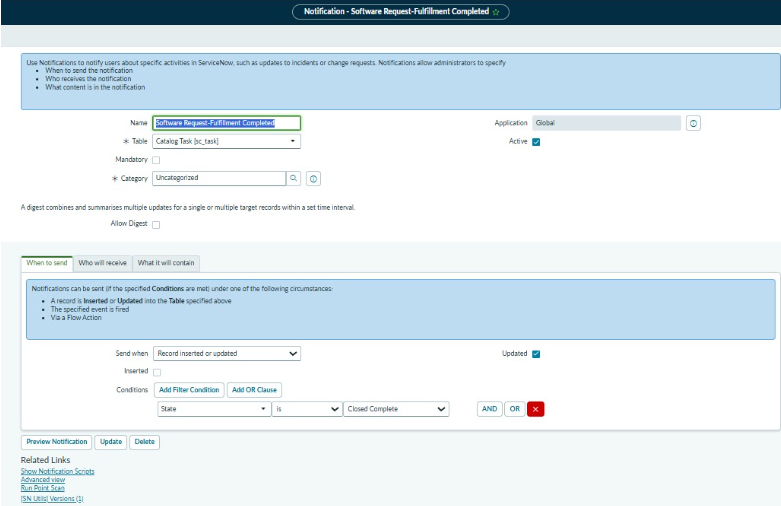 Notification - Software Request-Fulfillment Completed ☆
Use Notifications to notify users about specific activities in ServiceNow, such as updates to incidents or change requests. Notifications allow administrators to specify
• When to send the notification
• Who receives the notification
• What content is in the notification
Name Software Request-Fulfillment Completed Application Global
* Table Catalog Task [sc_task] Active
Mandatory
* Category Uncategorized
A digest combines and summarises multiple updates for a single or multiple target records within a set time interval.
Allow Digest
When to send Who will receive What it will contain
Notifications can be sent (if the specified Conditions are met) under one of the following circumstances:
• A record is Inserted or Updated into the Table specified above
• The specified event is fired
• Via a Flow Action
Send when Record inserted or updated Updated
Inserted
Conditions Add Filter Condition Add OR Clause
State is Closed Complete AND OR ×
Preview Notification Update Delete
Related Links
Show Notification Scripts
Advanced view
Run Point Scan
[SN Utils] Versions (1)